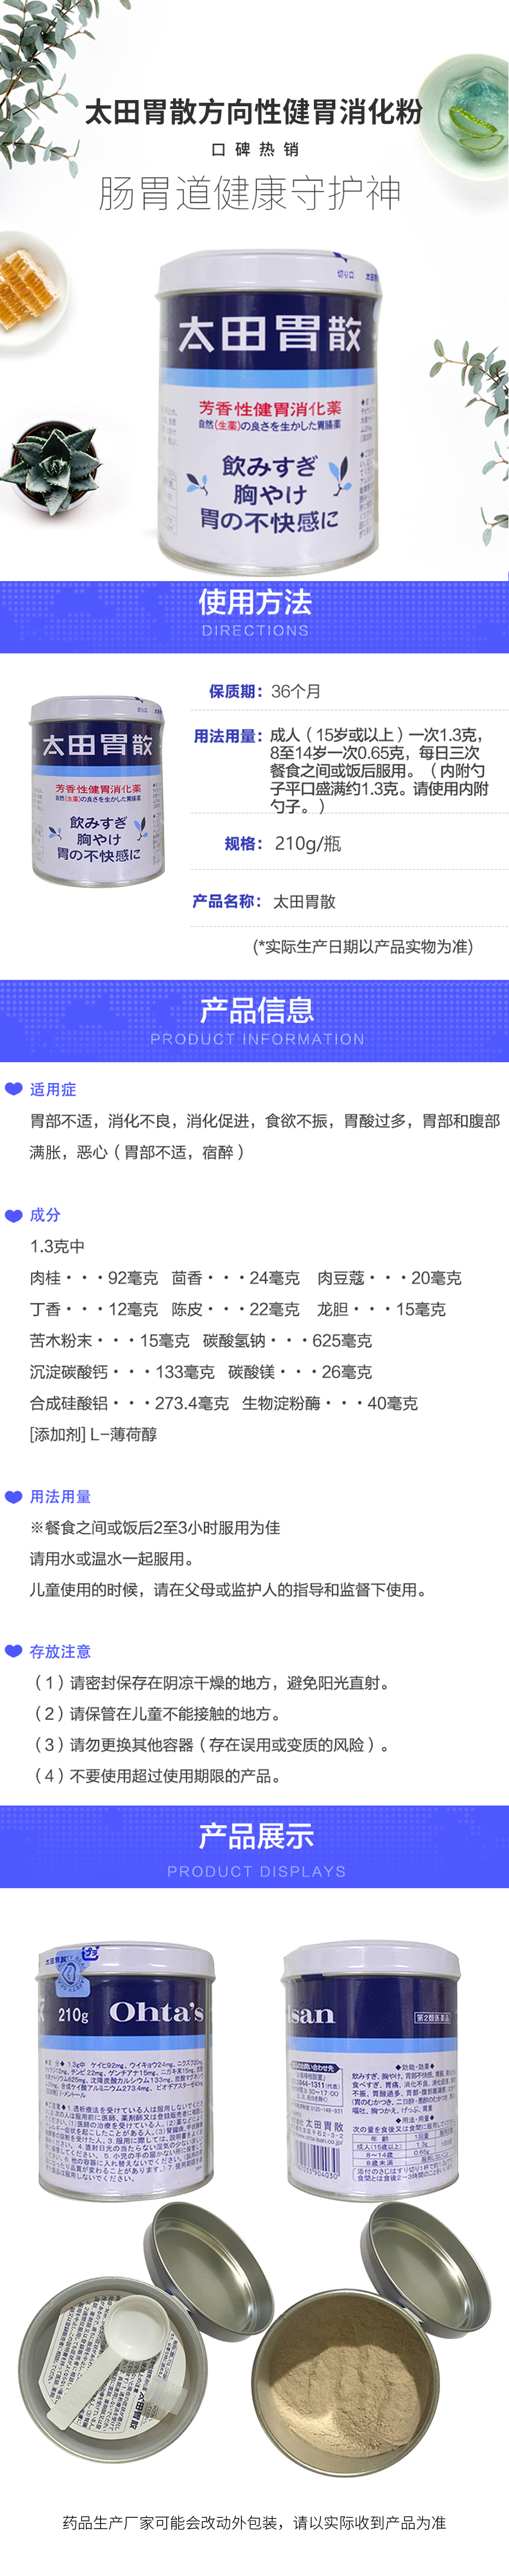 太田胃散方向性健胃消化粉
口碑热销
肠胃道健康守护神
切り口
太田胃散
芳香性健胃消化薬
自然(生薬)の良さを生かした胃腸薬
飲みすぎ
胸やけ
胃の不快感に
使用方法
DIRECTIONS
太田胃散
芳香性健胃消化薬
自然(生薬)の良さを生かした胃腸薬
飲みすぎ
胸やけ
胃の不快感に
保质期：36个月
用法用量：成人（15岁或以上）一次1.3克，
8至14岁一次0.65克，每日三次
餐食之间或饭后服用。（内附勺
子平口盛满约1.3克。请使用内附
勺子。）
规格：210g/瓶
产品名称：太田胃散
(*实际生产日期以产品实物为准)
产品信息
PRODUCT INFORMATION
适用症
胃部不适，消化不良，消化促进，食欲不振，胃酸过多，胃部和腹部
满胀，恶心（胃部不适，宿醉）
成分
1.3克中
肉桂・・・92毫克 茴香・・・24毫克 肉豆蔻・・・20毫克
丁香・・・12毫克 陈皮・・・22毫克 龙胆・・・15毫克
苦木粉末・・・15毫克 碳酸氢钠・・・625毫克
沉淀碳酸钙・・・133毫克 碳酸镁・・・26毫克
合成硅酸铝・・・273.4毫克 生物淀粉酶・・・40毫克
[添加剂] L-薄荷醇
用法用量
※餐食之间或饭后2至3小时服用为佳
请用水或温水一起服用。
儿童使用的时候，请在父母或监护人的指导和监督下使用。
存放注意
（1）请密封保存在阴凉干燥的地方，避免阳光直射。
（2）请保管在儿童不能接触的地方。
（3）请勿更换其他容器（存在误用或变质的风险）。
（4）不要使用超过使用期限的产品。
产品展示
PRODUCT DISPLAYS
210g Ohta's
isan
第2類医薬品
◆効能・効果◆
◆用法・用量◆
太田胃散
药品生产厂家可能会改动外包装，请以实际收到产品为准